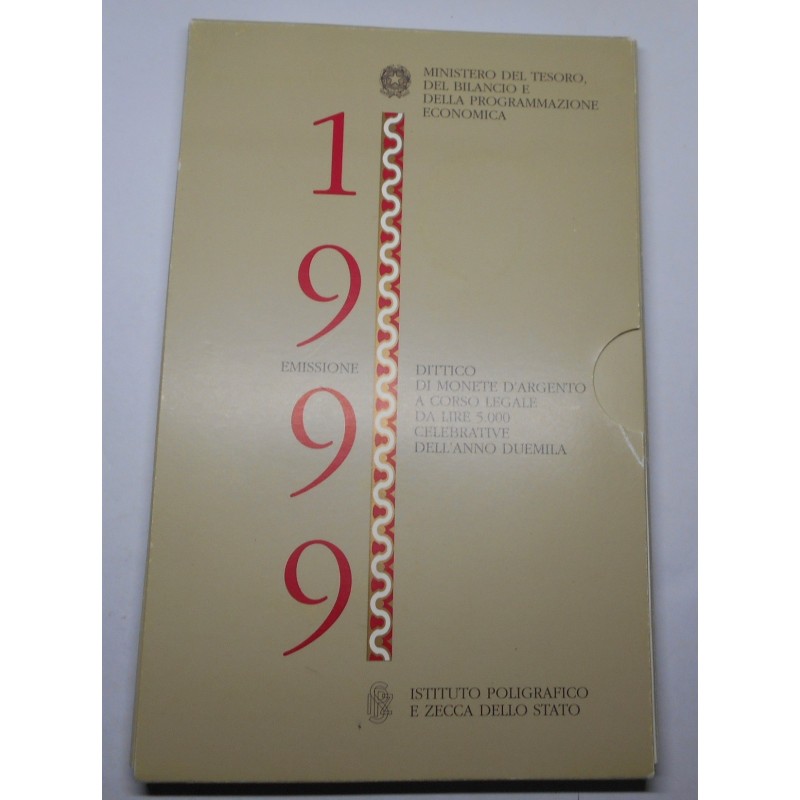 MINISTERO DEL TESORO,
DEL BILANCIO E
DELLA PROGRAMMAZIONE
ECONOMICA
1
9
9
9
EMISSIONE
DITTICO
DI MONETE D'ARGENTO
A CORSO LEGALE
DA LIRE 5.000
CELEBRATIVE
DELL'ANNO DUEMILA
ISTITUTO POLIGRAFICO
E ZECCA DELLO STATO